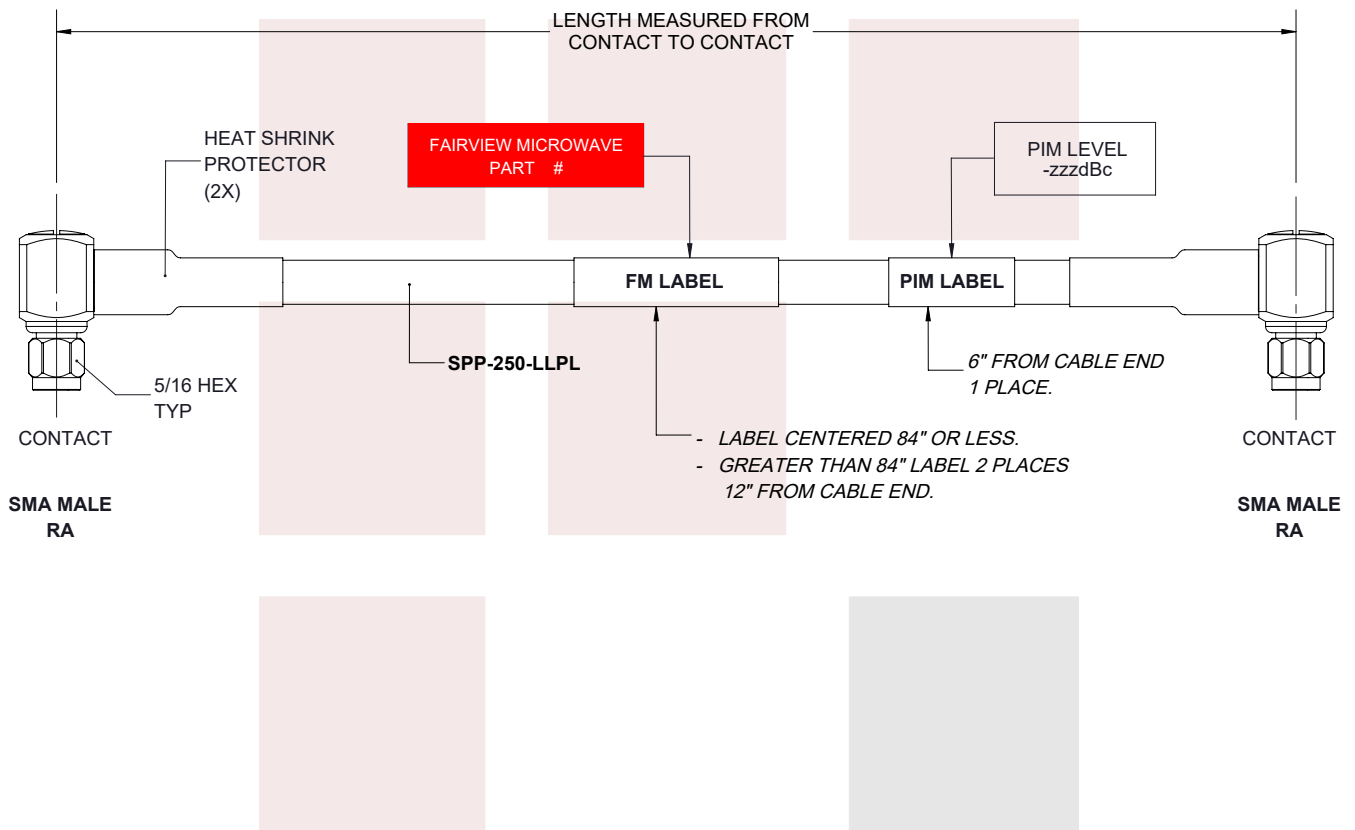 LENGTH MEASURED FROM
CONTACT TO CONTACT
HEAT SHRINK
PROTECTOR
(2X)
FAIRVIEW MICROWAVE
PART #
PIM LEVEL
-zzzdBc
FM LABEL
PIM LABEL
SPP-250-LLPL
6" FROM CABLE END
1 PLACE.
5/16 HEX
TYP
- LABEL CENTERED 84" OR LESS.
- GREATER THAN 84" LABEL 2 PLACES
12" FROM CABLE END.
CONTACT
SMA MALE
RA
CONTACT
SMA MALE
RA